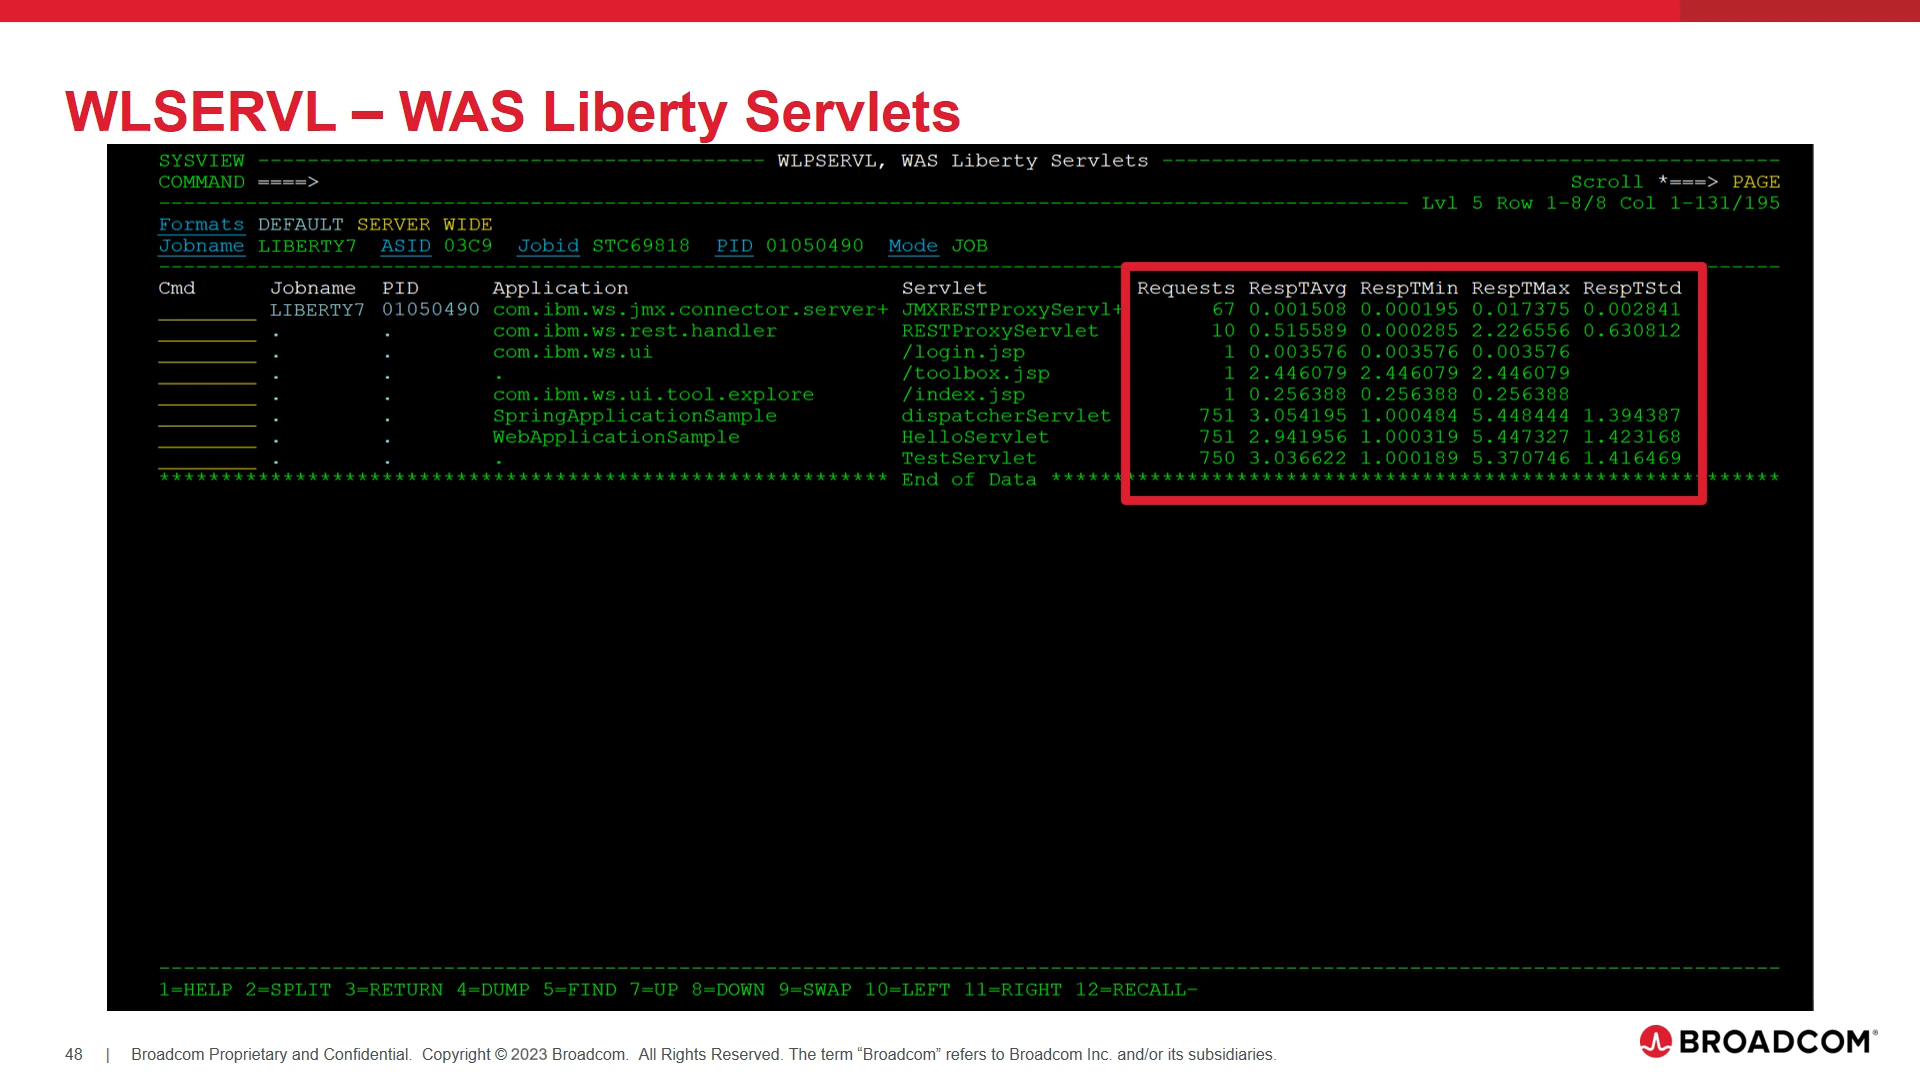 WLSERVL – WAS Liberty Servlets
SYSVIEW ---------------------------------------- WLPSERVL, WAS Liberty Servlets --------------------------------------------------
COMMAND ====> Scroll *===> PAGE
---------------------------------------- Lvl 5 Row 1-8/8 Col 1-131/195
Formats DEFAULT SERVER WIDE
Jobname LIBERTY7 ASID 03C9 Jobid STC69818 PID 01050490 Mode JOB
Cmd Jobname PID Application Servlet Requests RespTAvg RespTMin RespTMax RespTStd
________ LIBERTY7 01050490 com.ibm.ws.jmx.connector.server+ JMXRESTProxyServl+ 67 0.001508 0.000195 0.017375 0.002841
________ . . com.ibm.ws.rest.handler RESTProxyServlet 10 0.515589 0.000285 2.226556 0.630812
________ . . com.ibm.ws.ui /login.jsp 1 0.003576 0.003576 0.003576
________ . . . /toolbox.jsp 1 2.446079 2.446079 2.446079
________ . . com.ibm.ws.ui.tool.explore /index.jsp 1 0.256388 0.256388 0.256388
________ . . SpringApplicationSample dispatcherServlet 751 3.054195 1.000484 5.448444 1.394387
________ . . WebApplicationSample HelloServlet 751 2.941956 1.000319 5.447327 1.423168
________ . . . TestServlet 750 3.036622 1.000189 5.370746 1.416469
*********************************************************** End of Data ***********************************************************
1=HELP 2=SPLIT 3=RETURN 4=DUMP 5=FIND 7=UP 8=DOWN 9=SWAP 10=LEFT 11=RIGHT 12=RECALL-
48 | Broadcom Proprietary and Confidential. Copyright © 2023 Broadcom. All Rights Reserved. The term “Broadcom” refers to Broadcom Inc. and/or its subsidiaries.
BROADCOM®